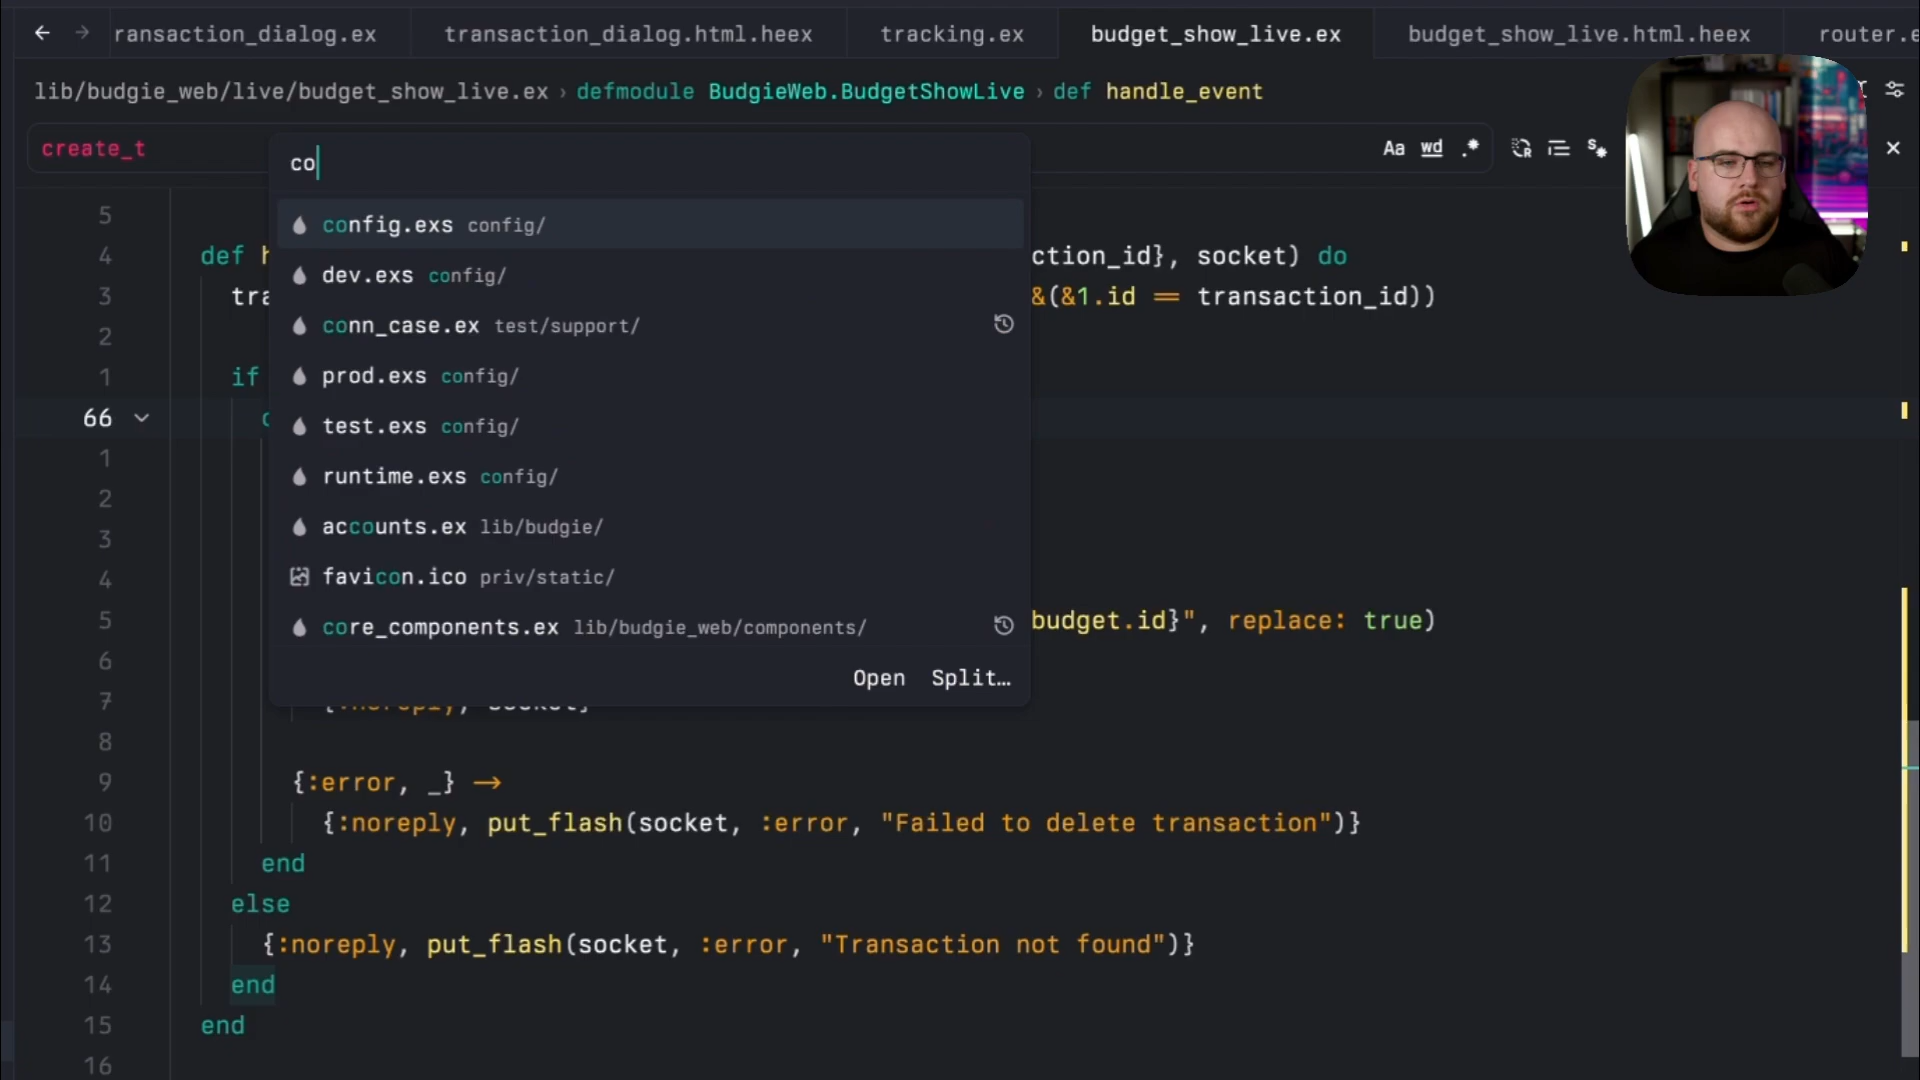 ransaction_dialog.ex transaction_dialog.html.heex tracking.ex budget_show_live.ex budget_show_live.html.heex router.e
lib/budgie_web/live/budget_show_live.ex › defmodule BudgieWeb.BudgetShowLive › def handle_event
create_t
Aa wd .*
co
config.exs config/
dev.exs config/
conn_case.ex test/support/
prod.exs config/
test.exs config/
runtime.exs config/
accounts.ex lib/budgie/
favicon.ico priv/static/
core_components.ex lib/budgie_web/components/
Open Split…
5
4 def h ction_id}, socket) do
3 tra &(&1.id == transaction_id))
2
1 if
66
1
2
3
4
5 budget.id}", replace: true)
6
7 {:noreply, socket}
8
9 {:error, _} ->
10 {:noreply, put_flash(socket, :error, "Failed to delete transaction")}
11 end
12 else
13 {:noreply, put_flash(socket, :error, "Transaction not found")}
14 end
15 end
16